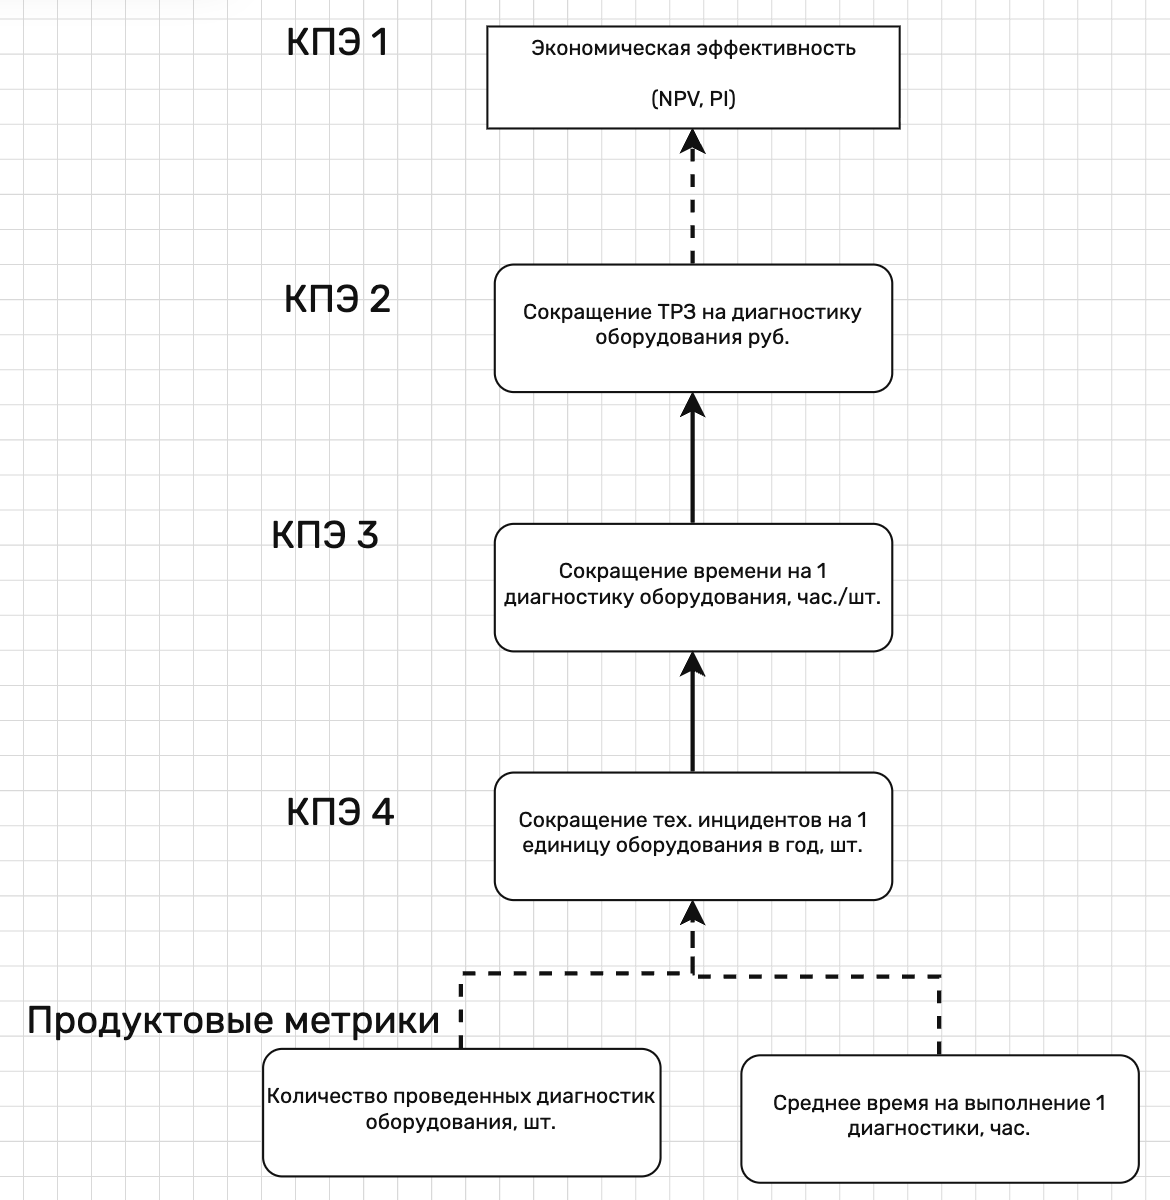 КПЭ 1
Экономическая эффективность
(NPV, PI)
КПЭ 2
Сокращение ТРЗ на диагностику
оборудования руб.
КПЭ 3
Сокращение времени на 1
диагностику оборудования, час./шт.
КПЭ 4
Сокращение тех. инцидентов на 1
единицу оборудования в год, шт.
Продуктовые метрики
Количество проведенных диагностик
оборудования, шт.
Среднее время на выполнение 1
диагностики, час.